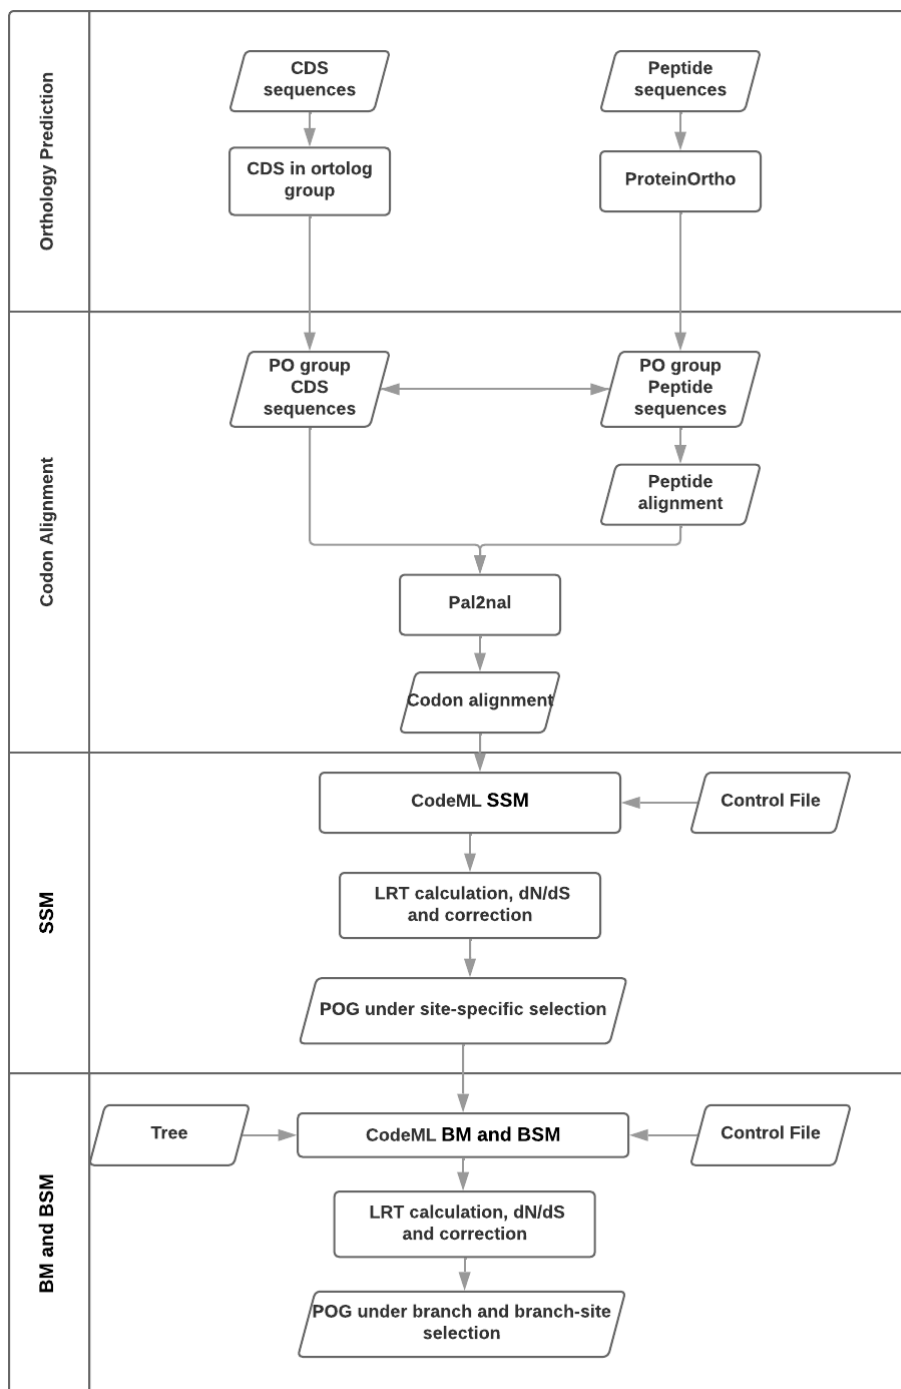 Orthology Prediction
CDS
sequences
Peptide
sequences
CDS in ortolog
group
ProteinOrtho
Codon Alignment
PO group
CDS
sequences
PO group
Peptide
sequences
Peptide
alignment
Pal2nal
Codon alignment
SSM
CodeML SSM
Control File
LRT calculation, dN/dS
and correction
POG under site-specific selection
BM and BSM
Tree
CodeML BM and BSM
Control File
LRT calculation, dN/dS
and correction
POG under branch and branch-site
selection